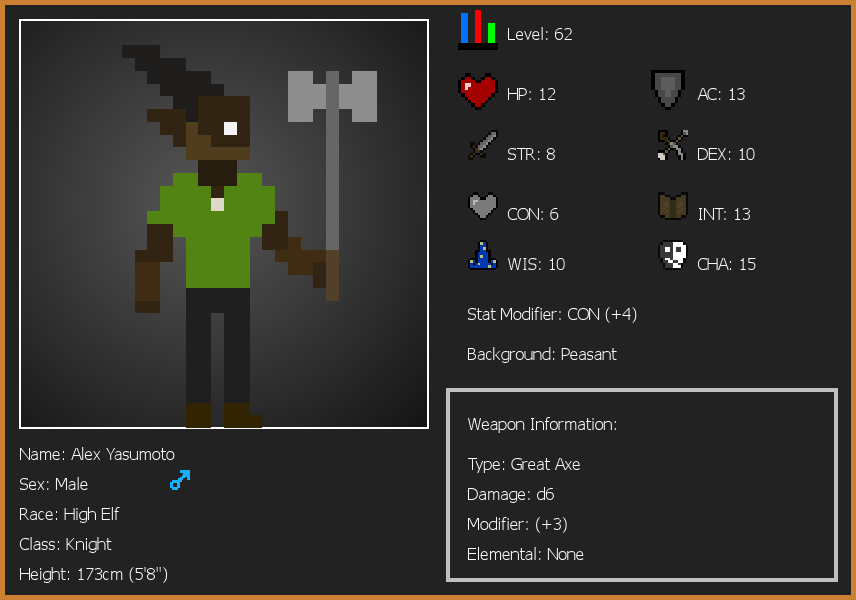 Level: 62
HP: 12
AC: 13
STR: 8
DEX: 10
CON: 6
INT: 13
WIS: 10
CHA: 15
Stat Modifier: CON (+4)
Background: Peasant
Weapon Information:
Type: Great Axe
Damage: d6
Modifier: (+3)
Elemental: None
Name: Alex Yasumoto
Sex: Male
Race: High Elf
Class: Knight
Height: 173cm (5'8")